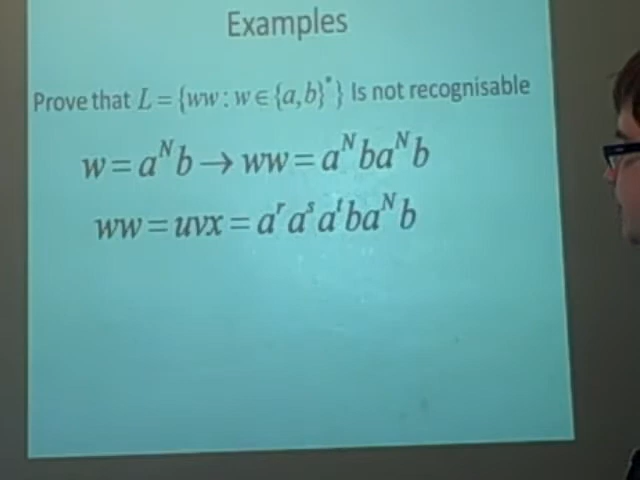 Examples
Prove that L = {ww : w ∈ {a,b}*} Is not recognisable
w = a^N b → ww = a^N ba^N b
ww = uvx = a^r a^s a^t ba^N b